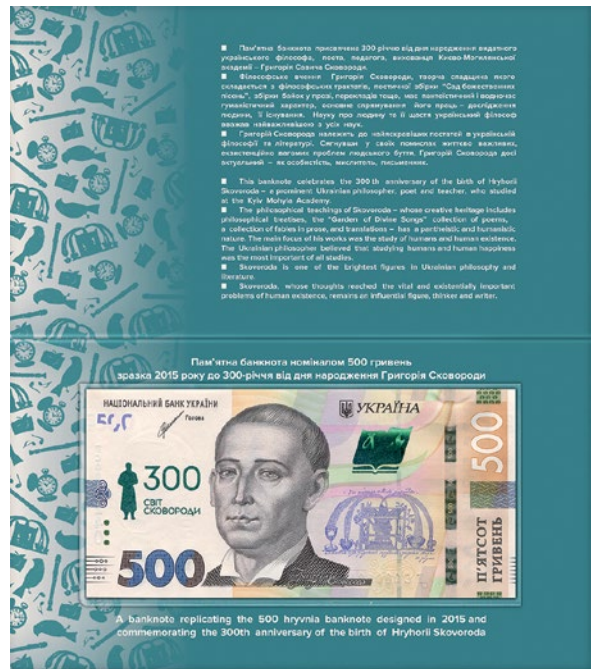 ■ Пам'ятна банкнота присвячена 300-річчю від дня народження видатного
українського філософа, поета, педагога, вихованця Києво-Могилянської
академії – Григорія Савича Сковороди.
■ Філософське вчення Григорія Сковороди, творча спадщина якого
складається з філософських трактатів, поетичної збірки "Сад божественних
пісень", збірки байок у прозі, перекладів тощо, має пантеїстичний і водночас
гуманістичний характер, основне спрямування його праць – дослідження
людини, її існування. Науку про людину та її щастя український філософ
вважав найважливішою з усіх наук.
■ Григорій Сковорода належить до найяскравіших постатей в українській
філософії та літературі. Сягнувши у своїх помислах життєво важливих,
екзистенційно вагомих проблем людського буття, Григорій Сковорода досі
актуальний – як особистість, мислитель, письменник.
■ This banknote celebrates the 300th anniversary of the birth of Hryhorii
Skovoroda – a prominent Ukrainian philosopher, poet and teacher, who studied
at the Kyiv Mohyla Academy.
■ The philosophical teachings of Skovoroda – whose creative heritage includes
philosophical treatises, the "Garden of Divine Songs" collection of poems,
a collection of fables in prose, and translations – has a pantheistic and humanistic
nature. The main focus of his works was the study of humans and human existence.
The Ukrainian philosopher believed that studying humans and human happiness
was the most important of all studies.
■ Skovoroda is one of the brightest figures in Ukrainian philosophy and
literature.
■ Skovoroda, whose thoughts reached the vital and existentially important
problems of human existence, remains an influential figure, thinker and writer.
Пам'ятна банкнота номіналом 500 гривень
зразка 2015 року до 300-річчя від дня народження Григорія Сковороди
НАЦІОНАЛЬНИЙ БАНК УКРАЇНИ
Голова
УКРАЇНА
300
СВІТ
СКОВОРОДИ
500
500
П'ЯТСОТ
ГРИВЕНЬ
A banknote replicating the 500 hryvnia banknote designed in 2015 and
commemorating the 300th anniversary of the birth of Hryhorii Skovoroda